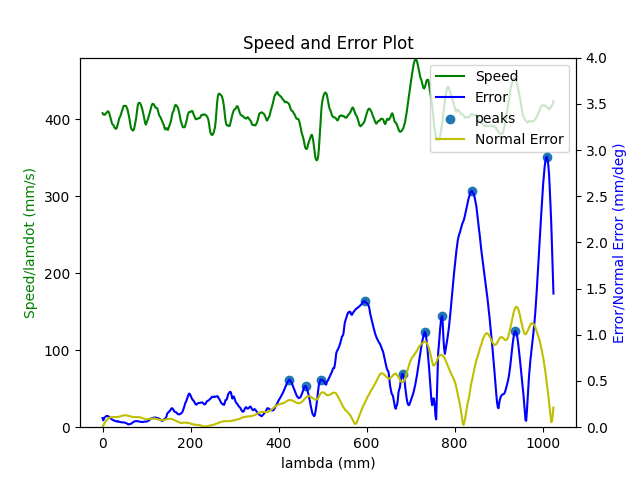 Speed and Error Plot
Speed
Error
peaks
Normal Error
Speed/lamdot (mm/s)
400
300
200
100
0
4.0
3.5
3.0
2.5
2.0
1.5
1.0
0.5
0.0
Error/Normal Error (mm/deg)
0 200 400 600 800 1000
lambda (mm)